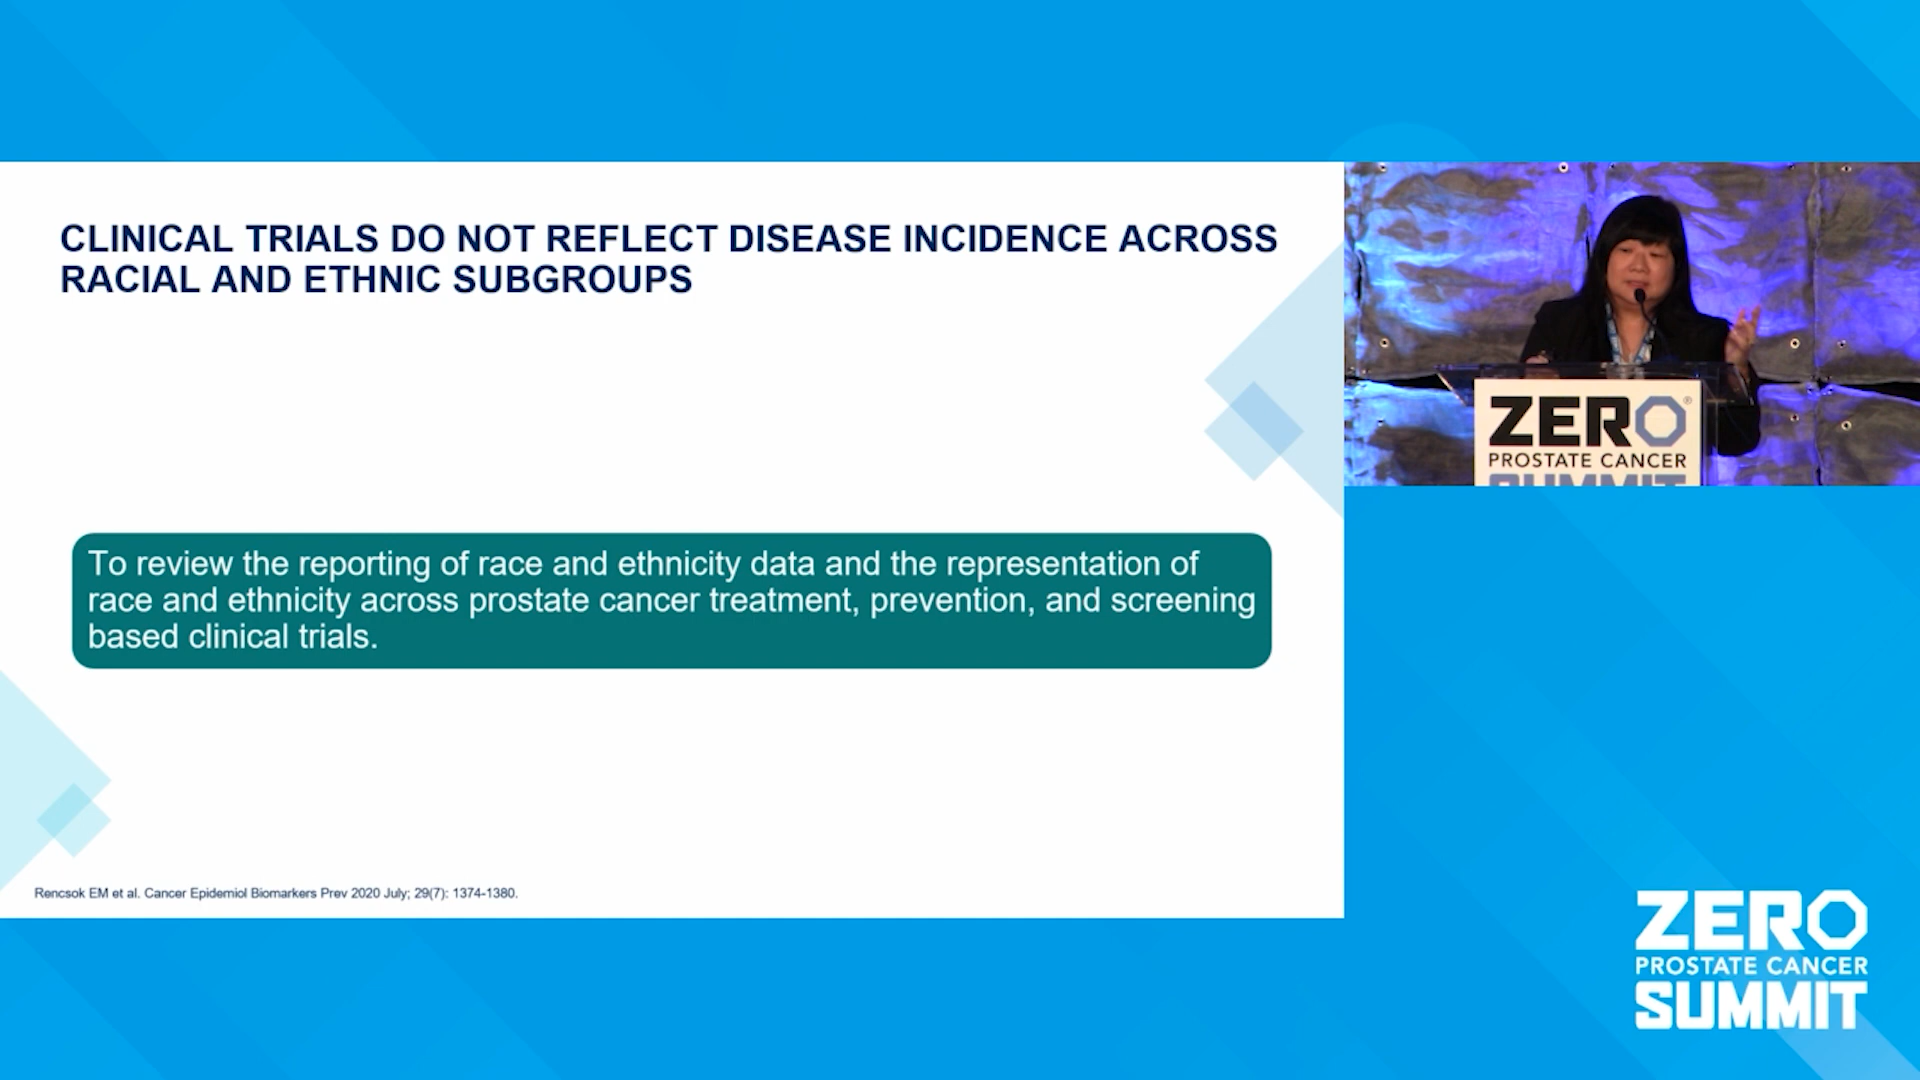 CLINICAL TRIALS DO NOT REFLECT DISEASE INCIDENCE ACROSS
RACIAL AND ETHNIC SUBGROUPS
To review the reporting of race and ethnicity data and the representation of
race and ethnicity across prostate cancer treatment, prevention, and screening
based clinical trials.
Rencsok EM et al. Cancer Epidemiol Biomarkers Prev 2020 July; 29(7): 1374-1380.
ZERO®
PROSTATE CANCER
SUMMIT
ZERO
PROSTATE CANCER
SUMMIT